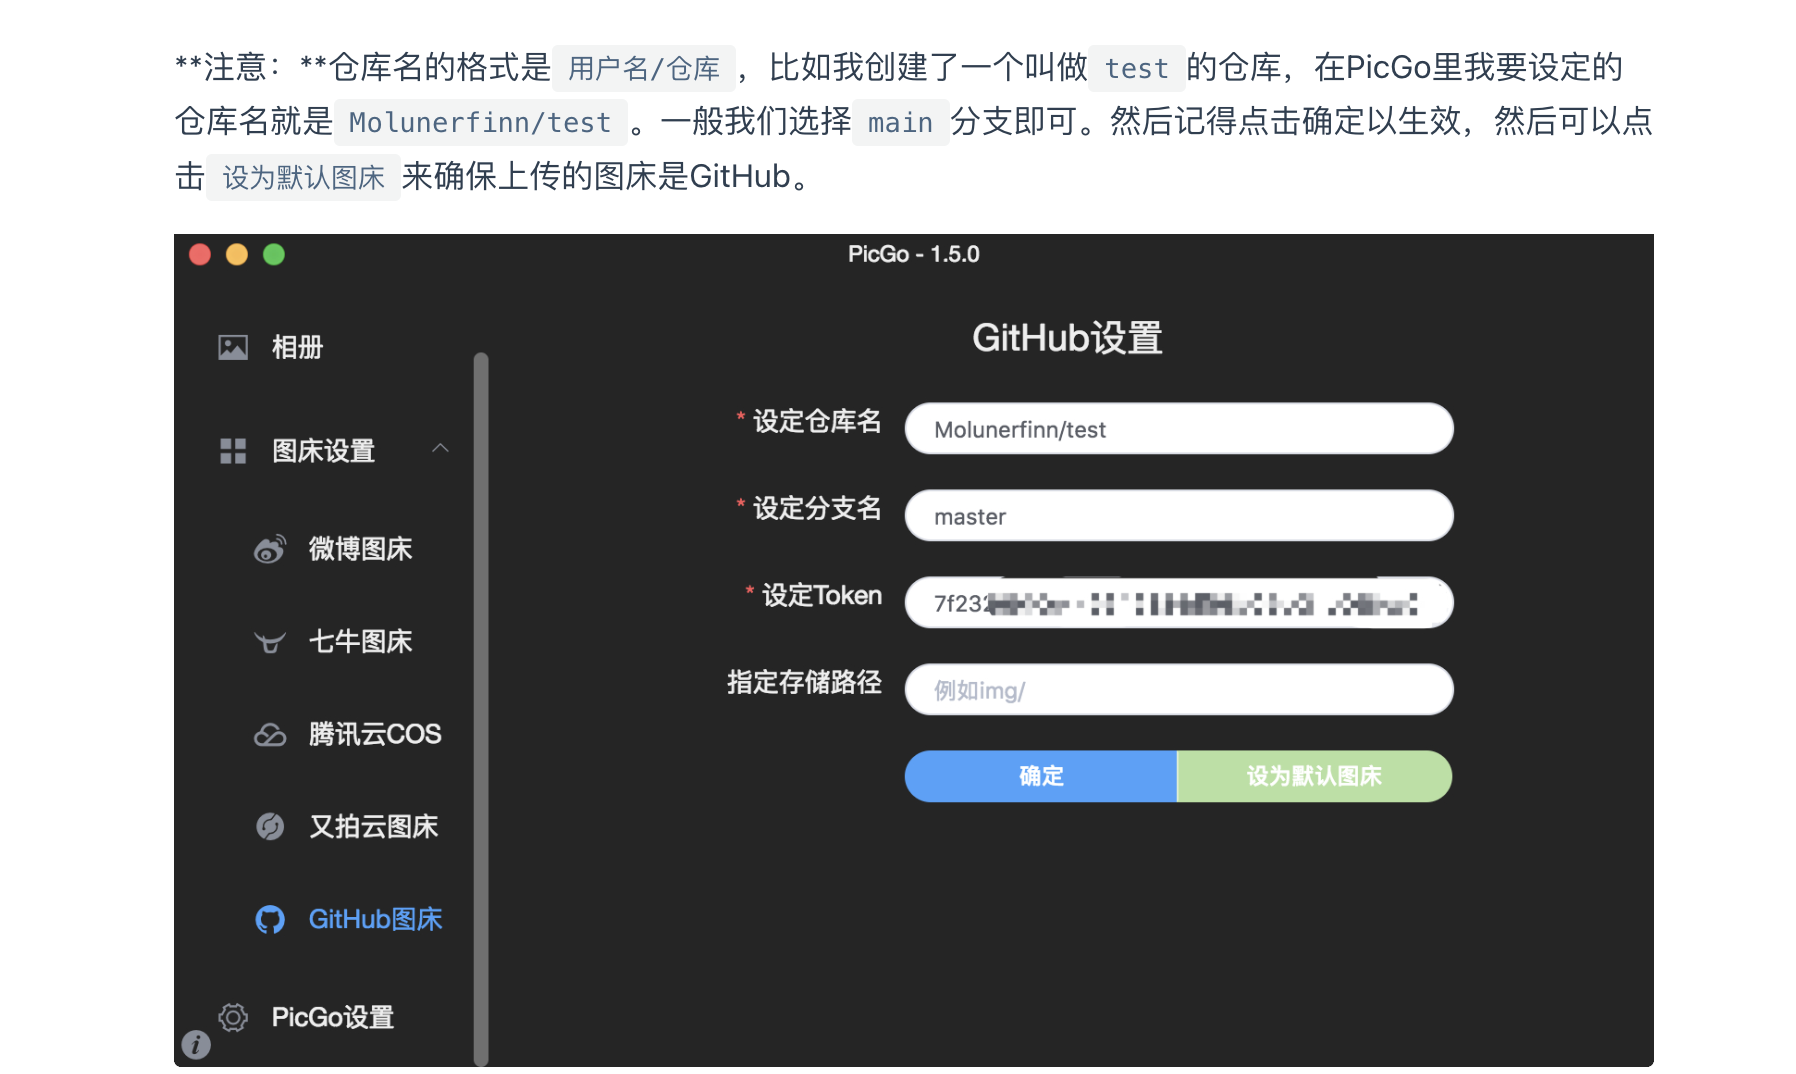 **注意：**仓库名的格式是 用户名/仓库 ，比如我创建了一个叫做 test 的仓库，在PicGo里我要设定的
仓库名就是 Molunerfinn/test 。一般我们选择 main 分支即可。然后记得点击确定以生效，然后可以点
击 设为默认图床 来确保上传的图床是GitHub。
PicGo - 1.5.0
相册
图床设置
微博图床
七牛图床
腾讯云COS
又拍云图床
GitHub图床
PicGo设置
GitHub设置
* 设定仓库名 Molunerfinn/test
* 设定分支名 master
* 设定Token 7f232
指定存储路径 例如img/
确定 设为默认图床